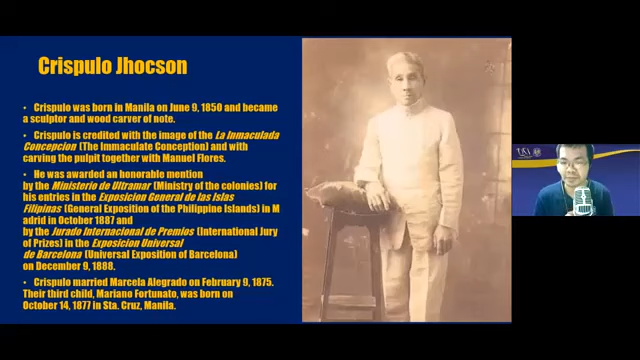 Crispulo Jhocson
• Crispulo was born in Manila on June 9, 1850 and became
a sculptor and wood carver of note.
• Crispulo is credited with the image of the La Inmaculada
Concepcion (The Immaculate Conception) and with
carving the pulpit together with Manuel Flores.
• He was awarded an honorable mention
by the Ministerio de Ultramar (Ministry of the colonies) for
his entries in the Exposicion General de las Islas
Filipinas (General Exposition of the Philippine Islands) in M
adrid in October 1887 and
by the Jurado Internacional de Premios (International Jury
of Prizes) in the Exposicion Universal
de Barcelona (Universal Exposition of Barcelona)
on December 9, 1888.
• Crispulo married Marcela Alegrado on February 9, 1875.
Their third child, Mariano Fortunato, was born on
October 14, 1877 in Sta. Cruz, Manila.